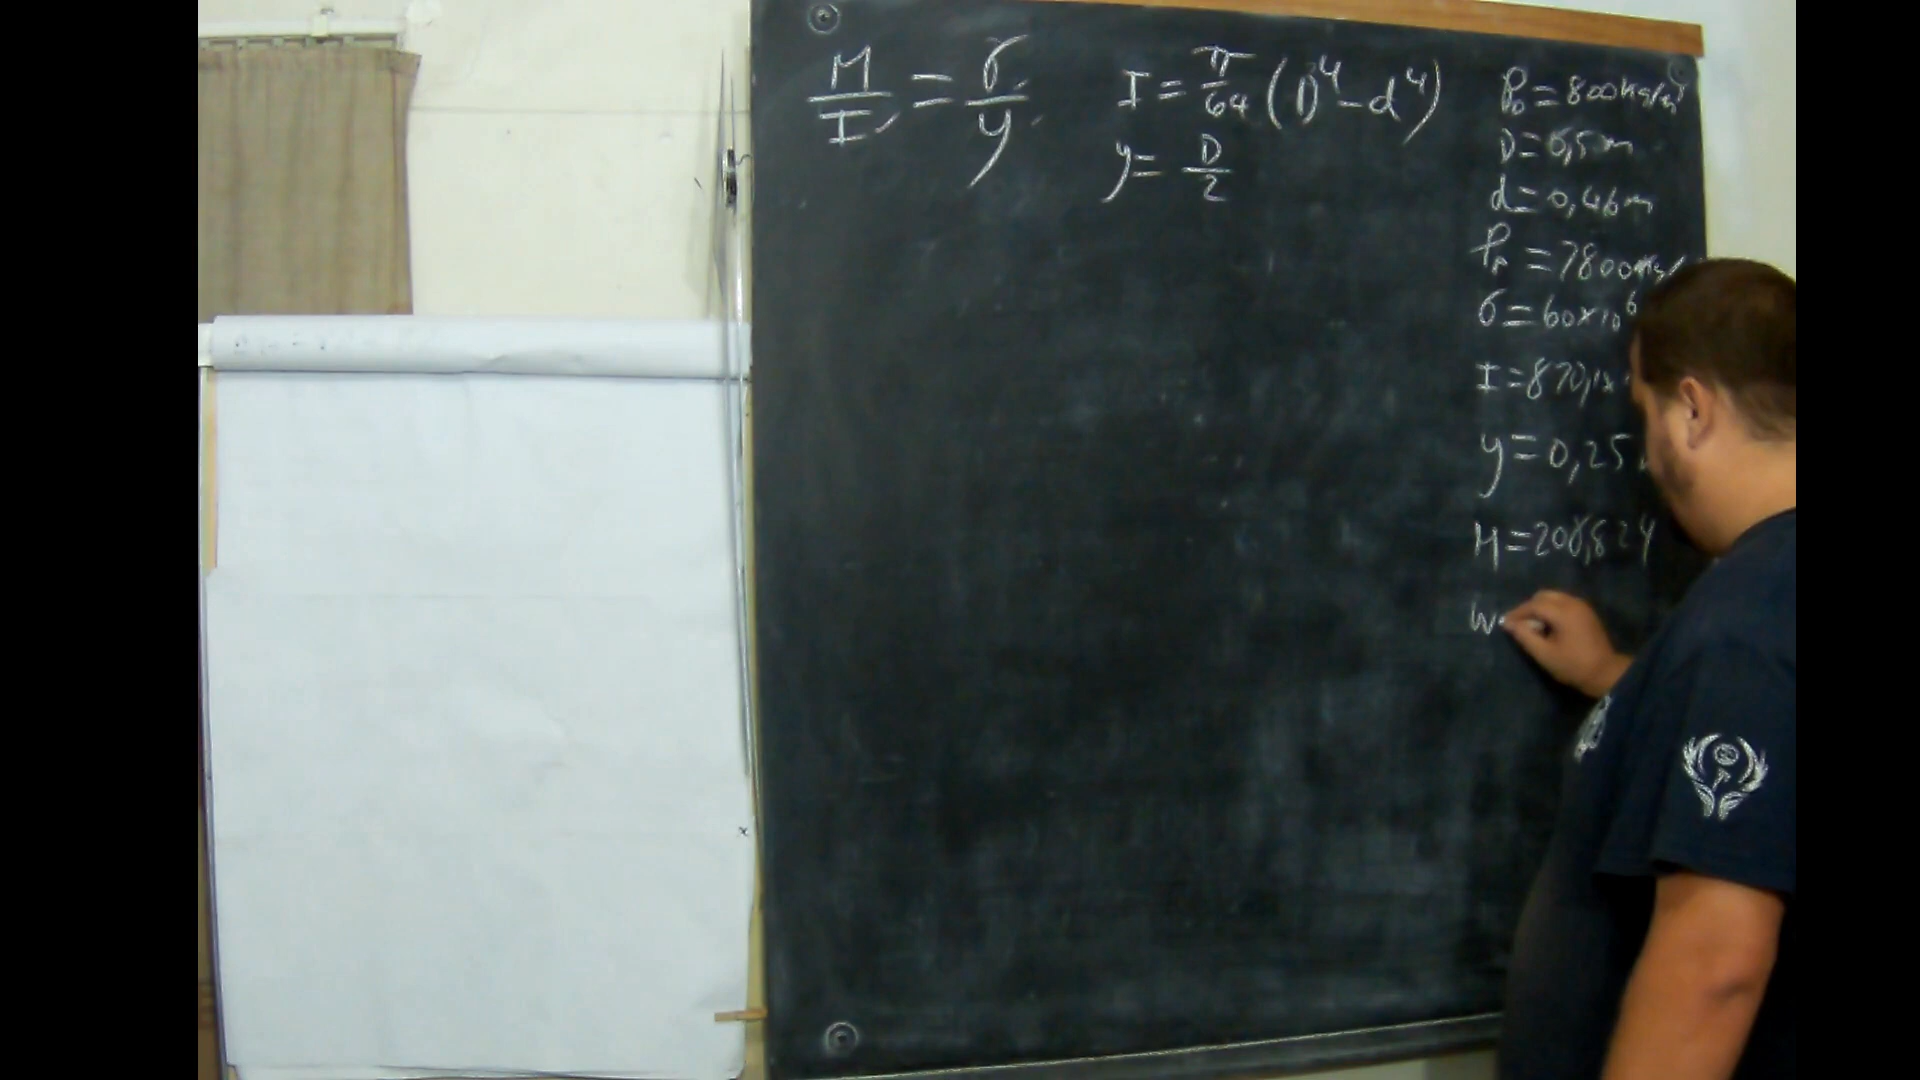 M/I = σ/y
I = π/64 (D⁴ - d⁴)
y = D/2
ρ₀ = 800 kg/m³
D = 0,5 m
d = 0,46 m
= 7800 kg/
σ = 60 x 10⁶
I = 870,1 x
y = 0,25
M = 208,824
W